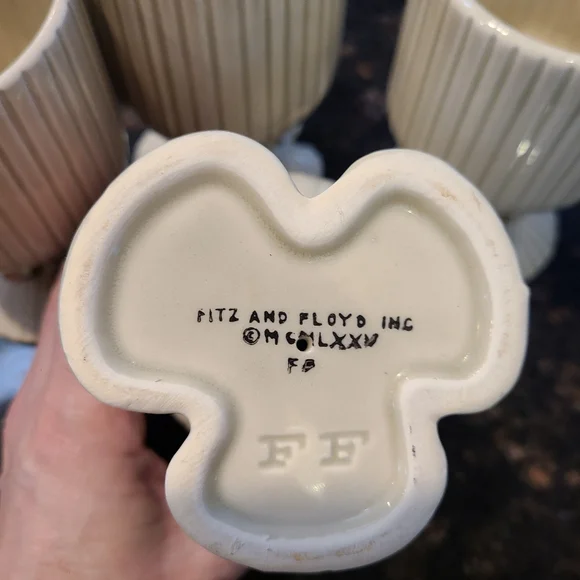 FITZ AND FLOYD INC
©MCMLXXV
FF
FF